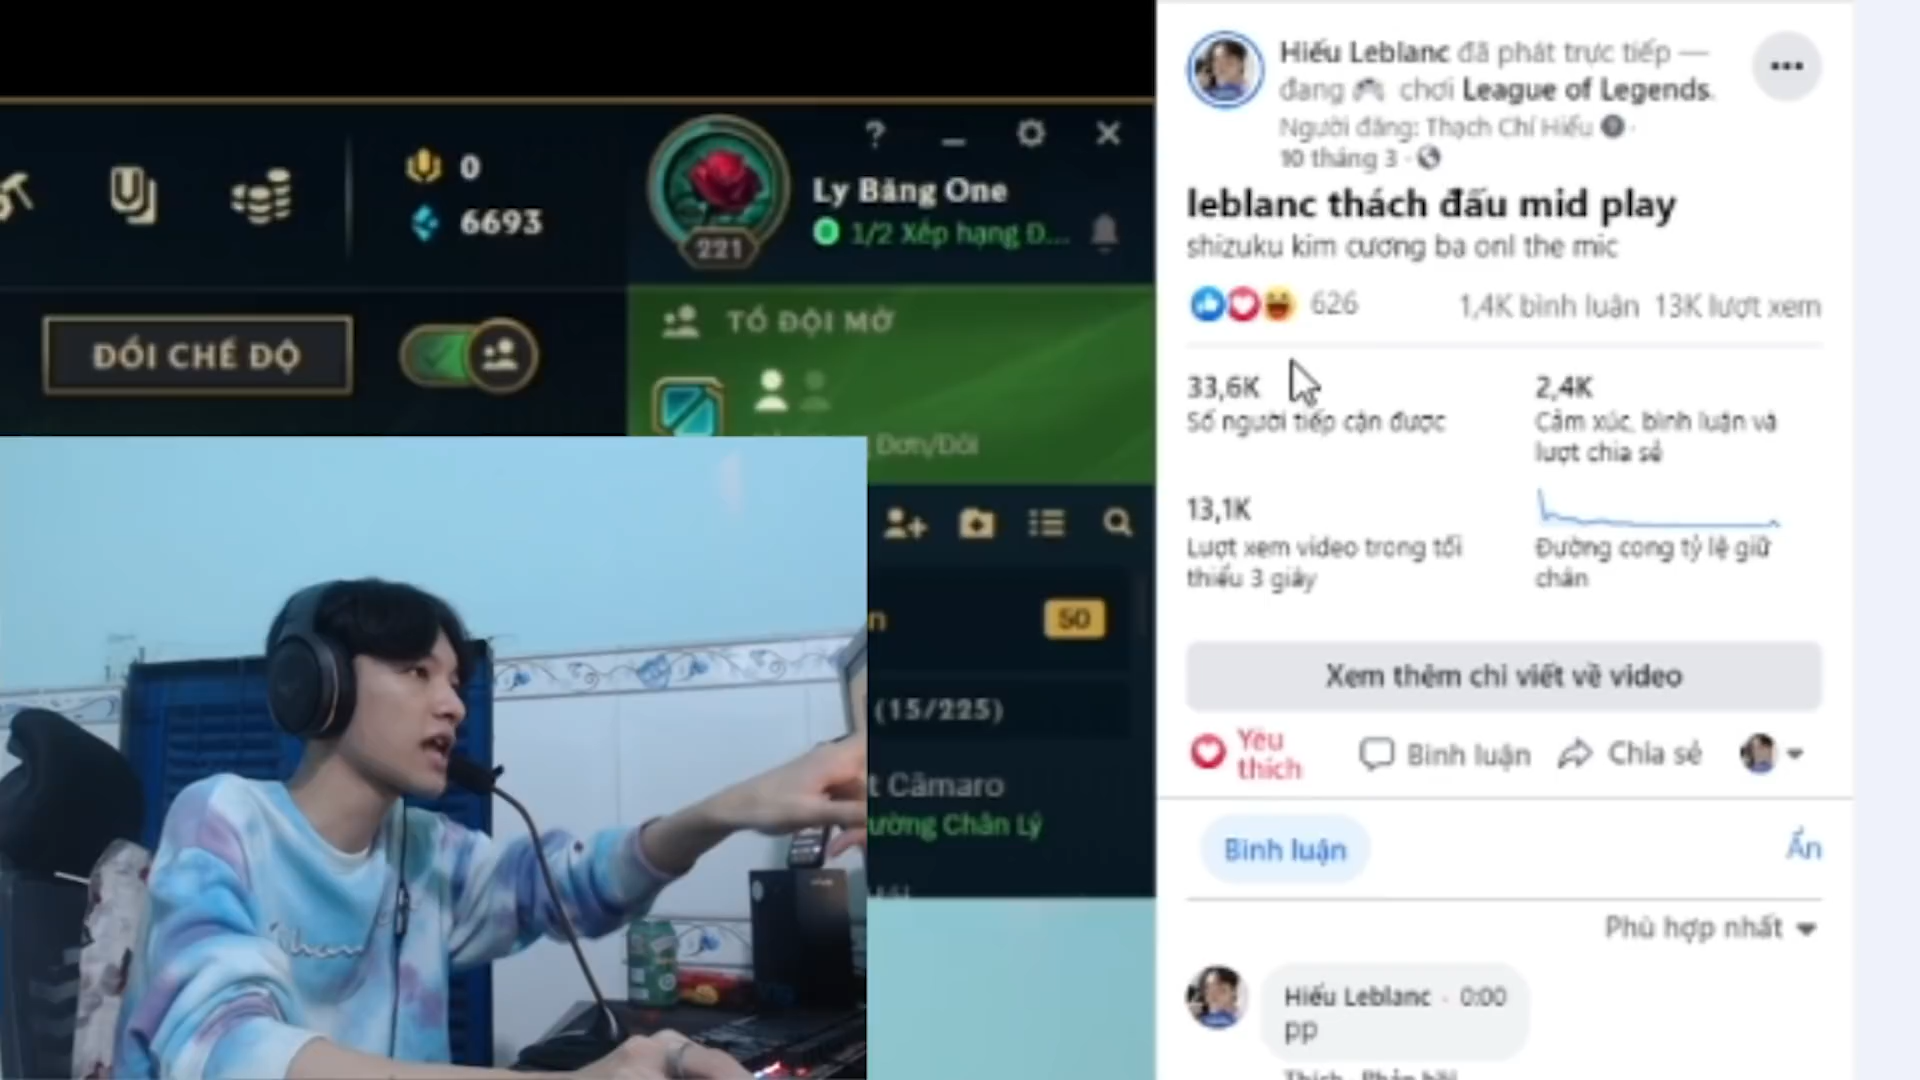 0
6693
?
Ly Băng One
1/2 Xếp hạng Đ...
221
ĐỔI CHẾ ĐỘ
TỔ ĐỘI MỞ
Đơn/Đôi
50
(15/225)
t Câmaro
ường Chân Lý
Hiếu Leblanc đã phát trực tiếp —
đang chơi League of Legends.
Người đăng: Thạch Chí Hiếu ·
10 tháng 3 ·
leblanc thách đấu mid play
shizuku kim cương ba onl the mic
626
1,4K bình luận 13K lượt xem
33,6K
Số người tiếp cận được
2,4K
Cảm xúc, bình luận và
lượt chia sẻ
13,1K
Lượt xem video trong tối
thiểu 3 giây
Đường cong tỷ lệ giữ
chân
Xem thêm chi viết về video
Yêu
thích
Bình luận
Chia sẻ
Bình luận
Ẩn
Phù hợp nhất
Hiếu Leblanc · 0:00
pp
Thích · Phản hồi